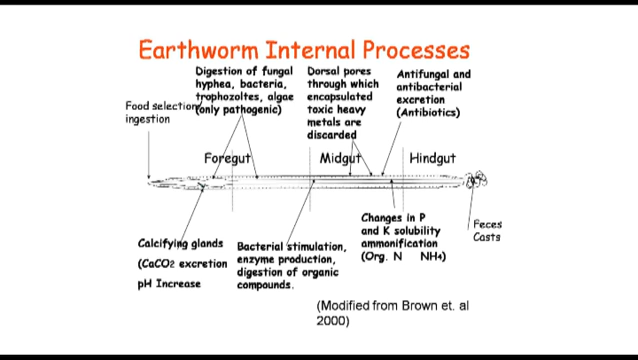 Earthworm Internal Processes
Digestion of fungal
hyphea, bacteria,
trophozoltes, algae
(only pathogenic)
Dorsal pores
through which
encapsulated
toxic heavy
metals are
discarded
Antifungal and
antibacterial
excretion
(Antibiotics)
Food selection
ingestion
Foregut
Midgut
Hindgut
Calcifying glands
(CaCO2 excretion
pH Increase
Bacterial stimulation,
enzyme production,
digestion of organic
compounds.
Changes in P
and K solubility
ammonification
(Org. N NH4)
Feces
Casts
(Modified from Brown et. al
2000)